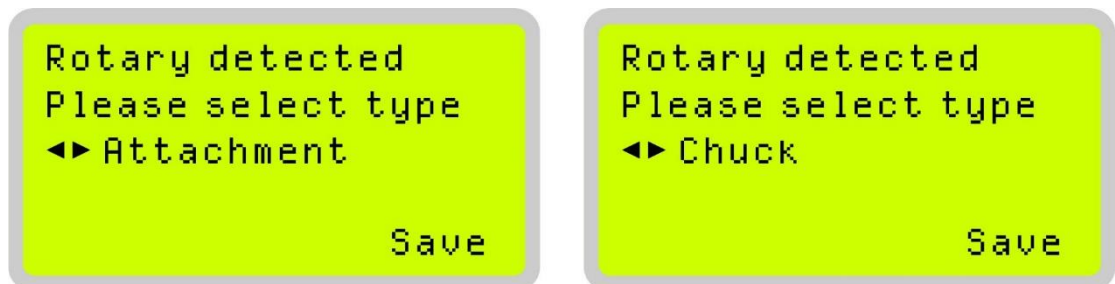 Rotary detected
Please select type
◄► Attachment
Save
Rotary detected
Please select type
◄► Chuck
Save